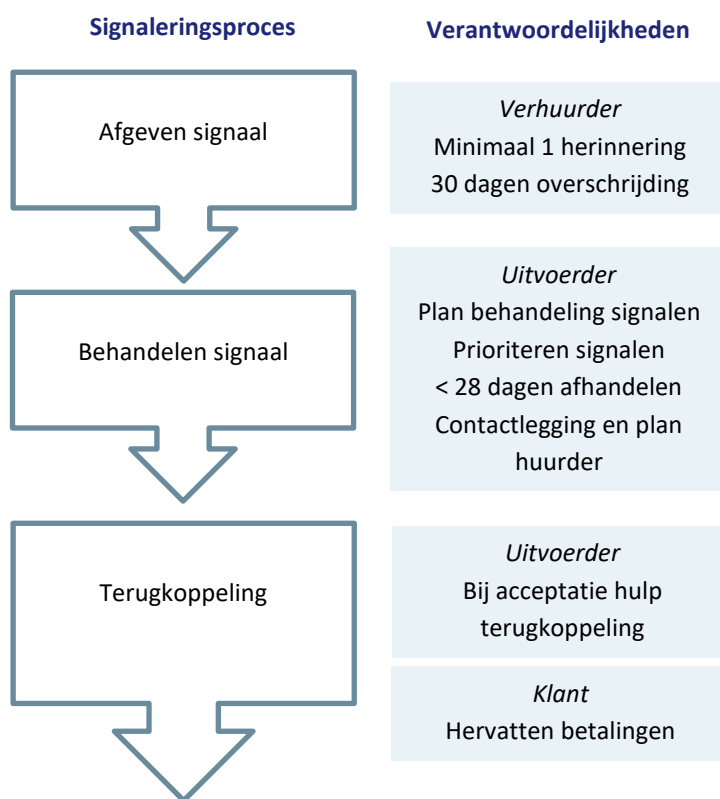 Signaleringsproces
Verantwoordelijkheden
Afgeven signaal
Verhuurder
Minimaal 1 herinnering
30 dagen overschrijding
Behandelen signaal
Uitvoerder
Plan behandeling signalen
Prioriteren signalen
< 28 dagen afhandelen
Contactlegging en plan
huurder
Terugkoppeling
Uitvoerder
Bij acceptatie hulp
terugkoppeling
Klant
Hervatten betalingen